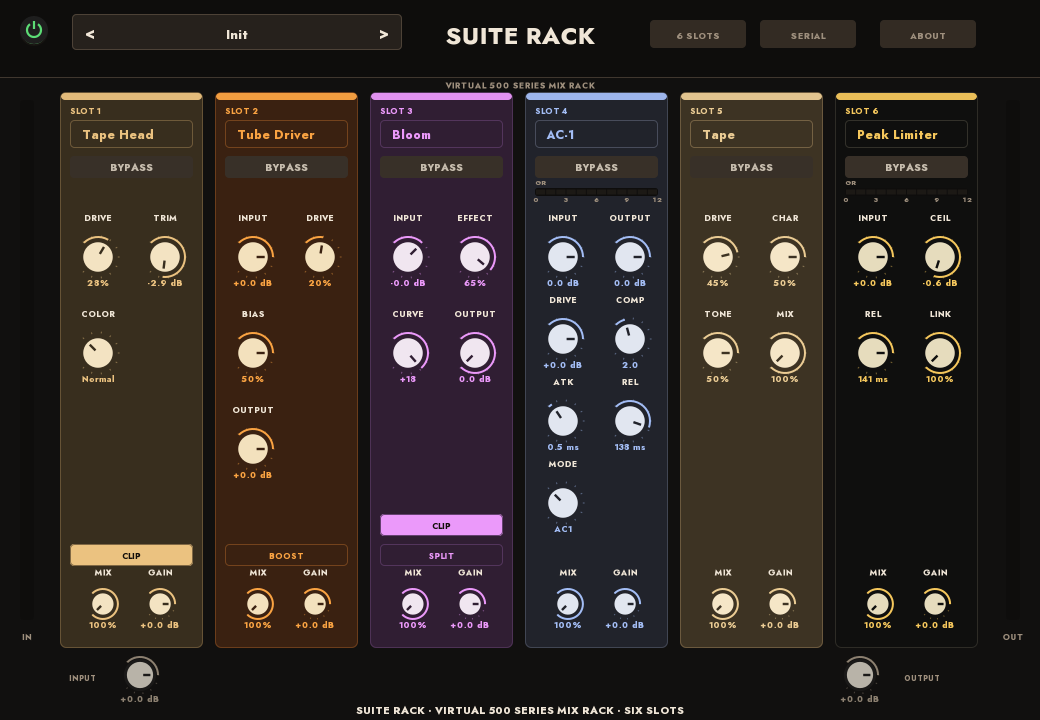 < Init >
SUITE RACK
6 SLOTS
SERIAL
ABOUT
VIRTUAL 500 SERIES MIX RACK
SLOT 1
Tape Head
BYPASS
DRIVE TRIM
28% -2.9 dB
COLOR
Normal
CLIP
MIX GAIN
100% +0.0 dB
SLOT 2
Tube Driver
BYPASS
INPUT DRIVE
+0.0 dB 20%
BIAS
50%
OUTPUT
+0.0 dB
BOOST
MIX GAIN
100% +0.0 dB
SLOT 3
Bloom
BYPASS
INPUT EFFECT
-0.0 dB 65%
CURVE OUTPUT
+18 0.0 dB
CLIP
SPLIT
MIX GAIN
100% +0.0 dB
SLOT 4
AC-1
BYPASS
GR
0 3 6 9 12
INPUT OUTPUT
0.0 dB 0.0 dB
DRIVE COMP
+0.0 dB 2.0
ATK REL
0.5 ms 138 ms
MODE
AC1
MIX GAIN
100% +0.0 dB
SLOT 5
Tape
BYPASS
DRIVE CHAR
45% 50%
TONE MIX
50% 100%
MIX GAIN
100% +0.0 dB
SLOT 6
Peak Limiter
BYPASS
GR
0 3 6 9 12
INPUT CEIL
+0.0 dB -0.6 dB
REL LINK
141 ms 100%
MIX GAIN
100% +0.0 dB
IN
OUT
INPUT
+0.0 dB
+0.0 dB
OUTPUT
SUITE RACK · VIRTUAL 500 SERIES MIX RACK · SIX SLOTS